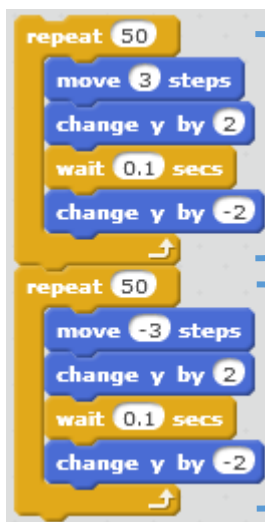 repeat 50
move 3 steps
change y by 2
wait 0.1 secs
change y by -2
repeat 50
move -3 steps
change y by 2
wait 0.1 secs
change y by -2